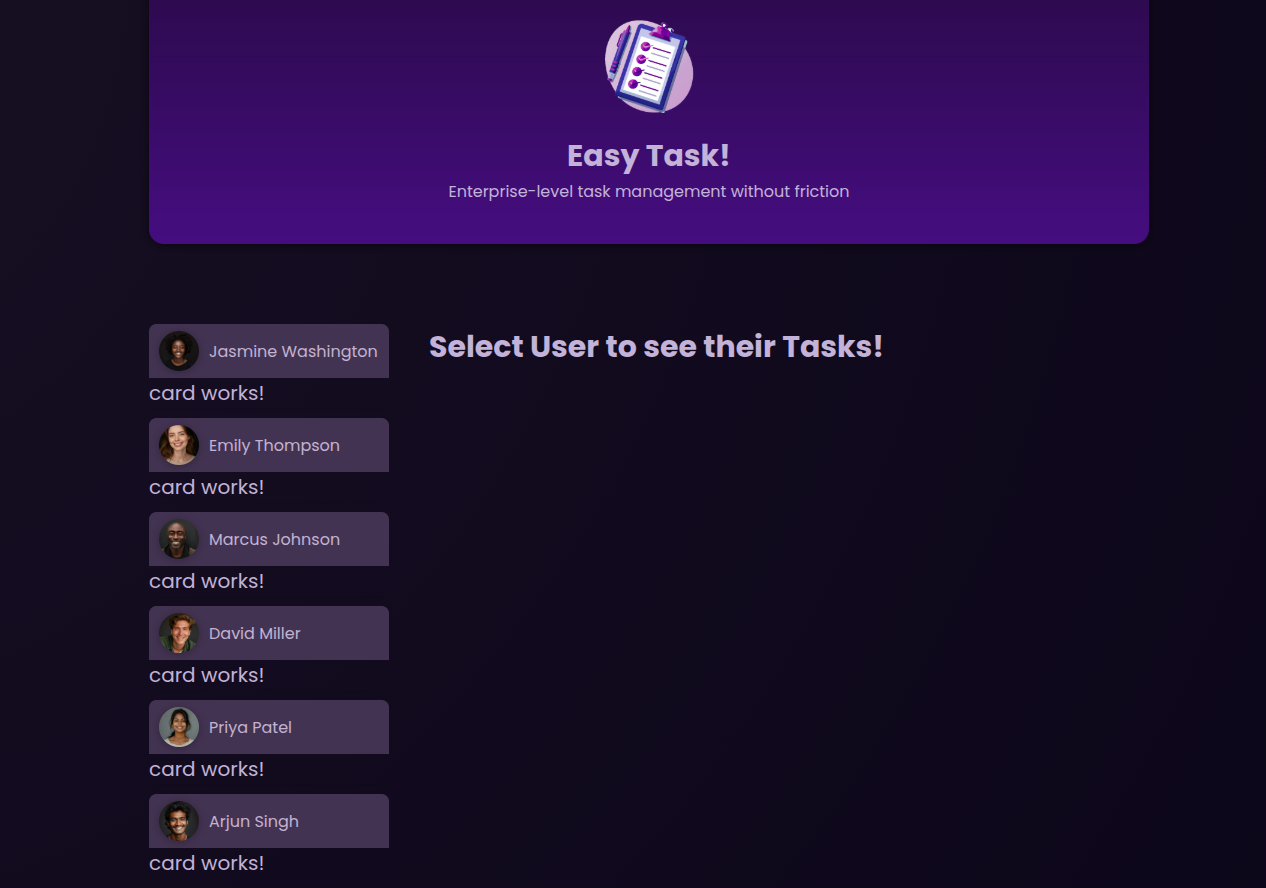 Easy Task!
Enterprise-level task management without friction
Jasmine Washington
card works!
Emily Thompson
card works!
Marcus Johnson
card works!
David Miller
card works!
Priya Patel
card works!
Arjun Singh
card works!
Select User to see their Tasks!